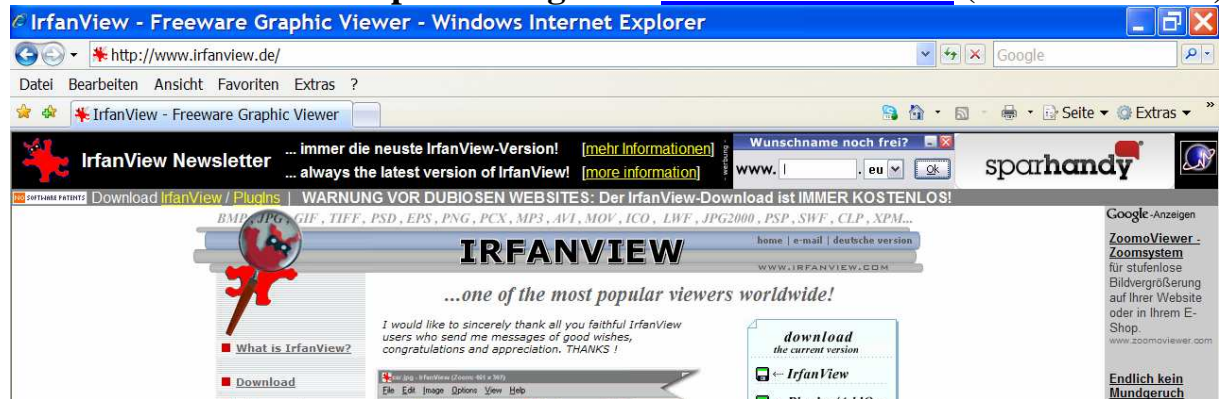 IrfanView - Freeware Graphic Viewer - Windows Internet Explorer
http://www.irfanview.de/
Google
Datei Bearbeiten Ansicht Favoriten Extras ?
IrfanView - Freeware Graphic Viewer
Seite Extras »
IrfanView Newsletter
... immer die neuste IrfanView-Version! [mehr Informationen]
... always the latest version of IrfanView! [more information]
- werbung -
Wunschname noch frei?
www. . eu Ok
sparhandy
NO SOFTWARE PATENTS Download IrfanView / PlugIns | WARNUNG VOR DUBIOSEN WEBSITES: Der IrfanView-Download ist IMMER KOSTENLOS!
BMP, JPG, GIF, TIFF, PSD, EPS, PNG, PCX, MP3, AVI, MOV, ICO, LWF, JPG2000, PSP, SWF, CLP, XPM...
IRFANVIEW
home | e-mail | deutsche version
WWW.IRFANVIEW.COM
...one of the most popular viewers worldwide!
I would like to sincerely thank all you faithful IrfanView
users who send me messages of good wishes,
congratulations and appreciation. THANKS !
What is IrfanView?
Download
File Edit Image Options View Help
download
the current version
← IrfanView
Google-Anzeigen
ZoomoViewer -
Zoomsystem
für stufenlose
Bildvergrößerung
auf Ihrer Website
oder in Ihrem E-
Shop.
www.zoomoviewer.com
Endlich kein
Mundgeruch